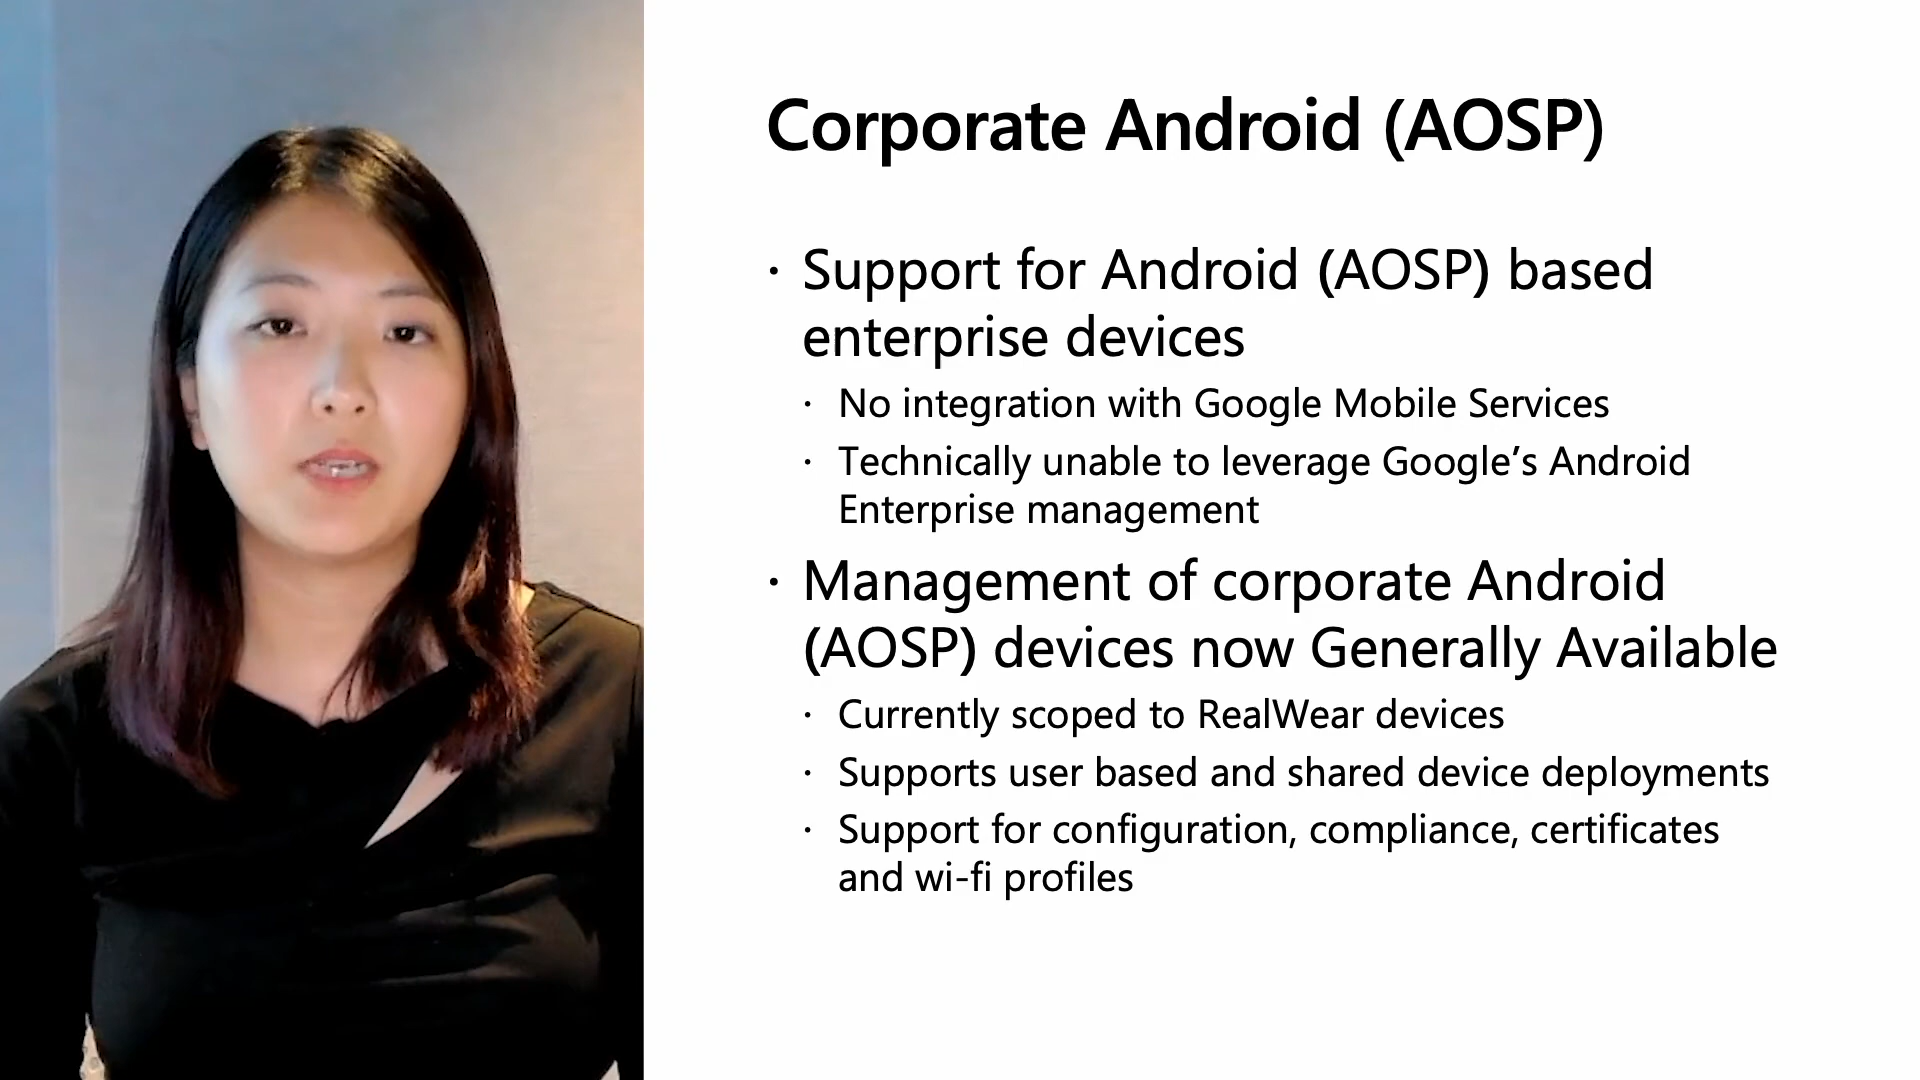 Corporate Android (AOSP)
· Support for Android (AOSP) based
enterprise devices
· No integration with Google Mobile Services
· Technically unable to leverage Google’s Android
Enterprise management
· Management of corporate Android
(AOSP) devices now Generally Available
· Currently scoped to RealWear devices
· Supports user based and shared device deployments
· Support for configuration, compliance, certificates
and wi-fi profiles